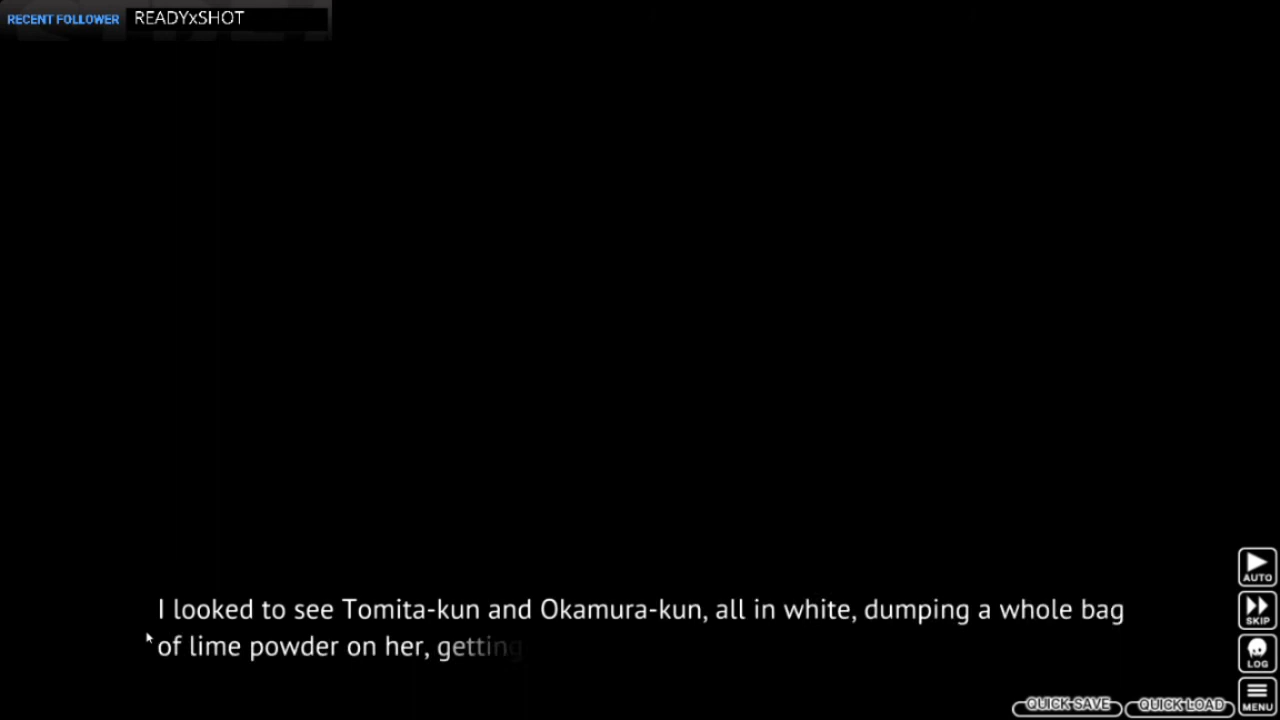 RECENT FOLLOWER READYxSHOT
I looked to see Tomita-kun and Okamura-kun, all in white, dumping a whole bag
of lime powder on her, getting
AUTO
SKIP
LOG
MENU
QUICK SAVE QUICK LOAD